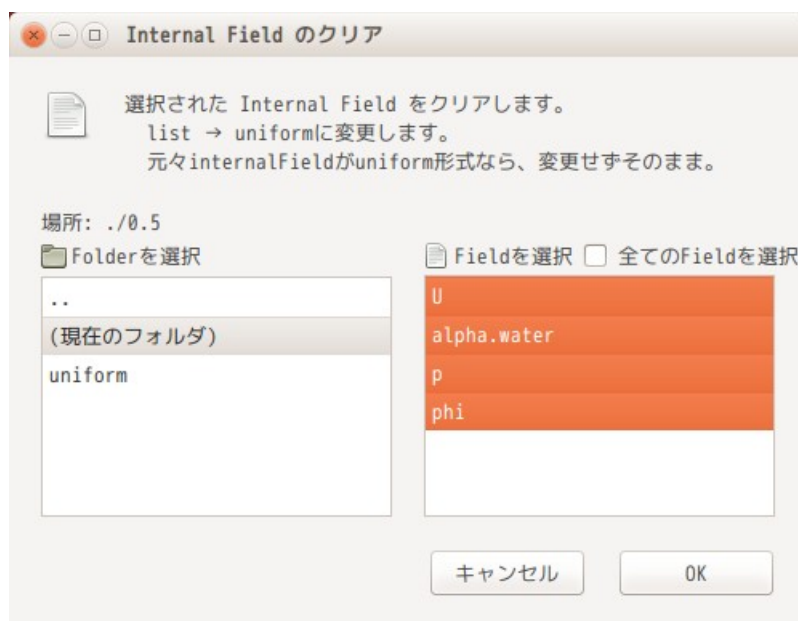 Internal Field のクリア
選択された Internal Field をクリアします。
list → uniformに変更します。
元々internalFieldがuniform形式なら、変更せずそのまま。
場所: ./0.5
Folderを選択
Fieldを選択 全てのFieldを選択
..
(現在のフォルダ)
uniform
U
alpha.water
p
phi
キャンセル
OK